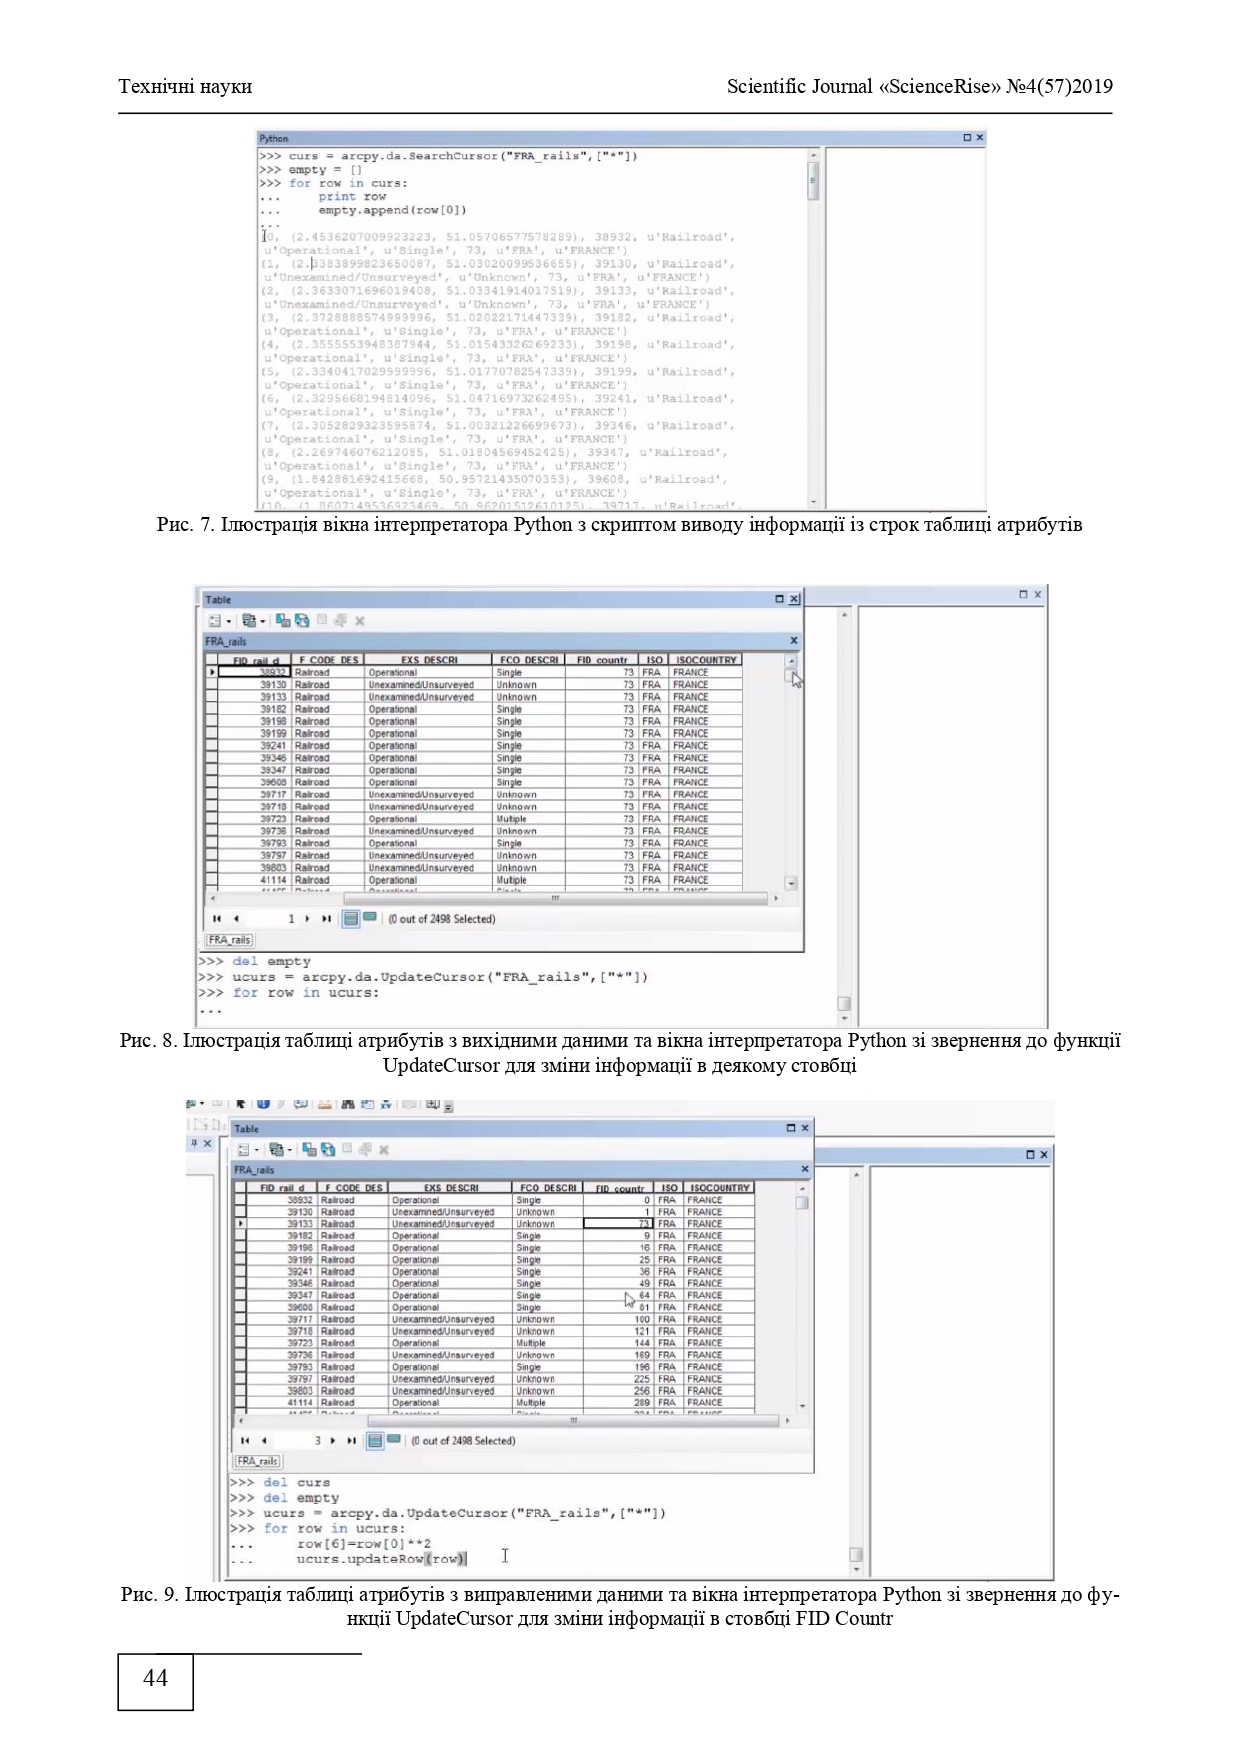 Технічні науки Scientific Journal «ScienceRise» №4(57)2019
Python
>>> curs = arcpy.da.SearchCursor("FRA_rails",["*"])
>>> empty = []
>>> for row in curs:
... print row
... empty.append(row[0])
...
(0, (2.4536207009923223, 51.05706577578289), 38932, u'Railroad',
u'Operational', u'Single', 73, u'FRA', u'FRANCE')
(1, (2.3383899823650087, 51.03020099536655), 39130, u'Railroad',
u'Unexamined/Unsurveyed', u'Unknown', 73, u'FRA', u'FRANCE')
(2, (2.3633071696019408, 51.03341914017519), 39133, u'Railroad',
u'Unexamined/Unsurveyed', u'Unknown', 73, u'FRA', u'FRANCE')
(3, (2.3728888574999996, 51.02022171447339), 39182, u'Railroad',
u'Operational', u'Single', 73, u'FRA', u'FRANCE')
(4, (2.3555553948387944, 51.01543326269233), 39198, u'Railroad',
u'Operational', u'Single', 73, u'FRA', u'FRANCE')
(5, (2.3340417029999996, 51.01770782547339), 39199, u'Railroad',
u'Operational', u'Single', 73, u'FRA', u'FRANCE')
(6, (2.3295668194814096, 51.04716973262495), 39241, u'Railroad',
u'Operational', u'Single', 73, u'FRA', u'FRANCE')
(7, (2.3052829323595874, 51.00321226699673), 39346, u'Railroad',
u'Operational', u'Single', 73, u'FRA', u'FRANCE')
(8, (2.269746076212085, 51.01804569452425), 39347, u'Railroad',
u'Operational', u'Single', 73, u'FRA', u'FRANCE')
(9, (1.842881692415668, 50.95721435070353), 39608, u'Railroad',
u'Operational', u'Single', 73, u'FRA', u'FRANCE')
(10, (1.8607149536923469, 50.96201512610125), 39717, u'Railroad',
Рис. 7. Ілюстрація вікна інтерпретатора Python з скриптом виводу інформації із строк таблиці атрибутів
Table
FRA_rails
FID_rail_d F_CODE_DES EXS_DESCRI FCO_DESCRI FID_countr ISO ISOCOUNTRY
38932 Railroad Operational Single 73 FRA FRANCE
39130 Railroad Unexamined/Unsurveyed Unknown 73 FRA FRANCE
39133 Railroad Unexamined/Unsurveyed Unknown 73 FRA FRANCE
39182 Railroad Operational Single 73 FRA FRANCE
39198 Railroad Operational Single 73 FRA FRANCE
39199 Railroad Operational Single 73 FRA FRANCE
39241 Railroad Operational Single 73 FRA FRANCE
39346 Railroad Operational Single 73 FRA FRANCE
39347 Railroad Operational Single 73 FRA FRANCE
39608 Railroad Operational Single 73 FRA FRANCE
39717 Railroad Unexamined/Unsurveyed Unknown 73 FRA FRANCE
39718 Railroad Unexamined/Unsurveyed Unknown 73 FRA FRANCE
39723 Railroad Operational Multiple 73 FRA FRANCE
39736 Railroad Unexamined/Unsurveyed Unknown 73 FRA FRANCE
39793 Railroad Operational Single 73 FRA FRANCE
39797 Railroad Unexamined/Unsurveyed Unknown 73 FRA FRANCE
39803 Railroad Unexamined/Unsurveyed Unknown 73 FRA FRANCE
41114 Railroad Operational Multiple 73 FRA FRANCE
1 (0 out of 2498 Selected)
FRA_rails
>>> del empty
>>> ucurs = arcpy.da.UpdateCursor("FRA_rails",["*"])
>>> for row in ucurs:
...
Рис. 8. Ілюстрація таблиці атрибутів з вихідними даними та вікна інтерпретатора Python зі звернення до функції
UpdateCursor для зміни інформації в деякому стовбці
Table
FRA_rails
FID_rail_d F_CODE_DES EXS_DESCRI FCO_DESCRI FID_countr ISO ISOCOUNTRY
38932 Railroad Operational Single 0 FRA FRANCE
39130 Railroad Unexamined/Unsurveyed Unknown 1 FRA FRANCE
39133 Railroad Unexamined/Unsurveyed Unknown 73 FRA FRANCE
39182 Railroad Operational Single 9 FRA FRANCE
39198 Railroad Operational Single 16 FRA FRANCE
39199 Railroad Operational Single 25 FRA FRANCE
39241 Railroad Operational Single 36 FRA FRANCE
39346 Railroad Operational Single 49 FRA FRANCE
39347 Railroad Operational Single 64 FRA FRANCE
39608 Railroad Operational Single 81 FRA FRANCE
39717 Railroad Unexamined/Unsurveyed Unknown 100 FRA FRANCE
39718 Railroad Unexamined/Unsurveyed Unknown 121 FRA FRANCE
39723 Railroad Operational Multiple 144 FRA FRANCE
39736 Railroad Unexamined/Unsurveyed Unknown 169 FRA FRANCE
39793 Railroad Operational Single 196 FRA FRANCE
39797 Railroad Unexamined/Unsurveyed Unknown 225 FRA FRANCE
39803 Railroad Unexamined/Unsurveyed Unknown 256 FRA FRANCE
41114 Railroad Operational Multiple 289 FRA FRANCE
3 (0 out of 2498 Selected)
FRA_rails
>>> del curs
>>> del empty
>>> ucurs = arcpy.da.UpdateCursor("FRA_rails",["*"])
>>> for row in ucurs:
... row[6]=row[0]**2
... ucurs.updateRow(row)
Рис. 9. Ілюстрація таблиці атрибутів з виправленими даними та вікна інтерпретатора Python зі звернення до фу-
нкції UpdateCursor для зміни інформації в стовбці FID Countr
44